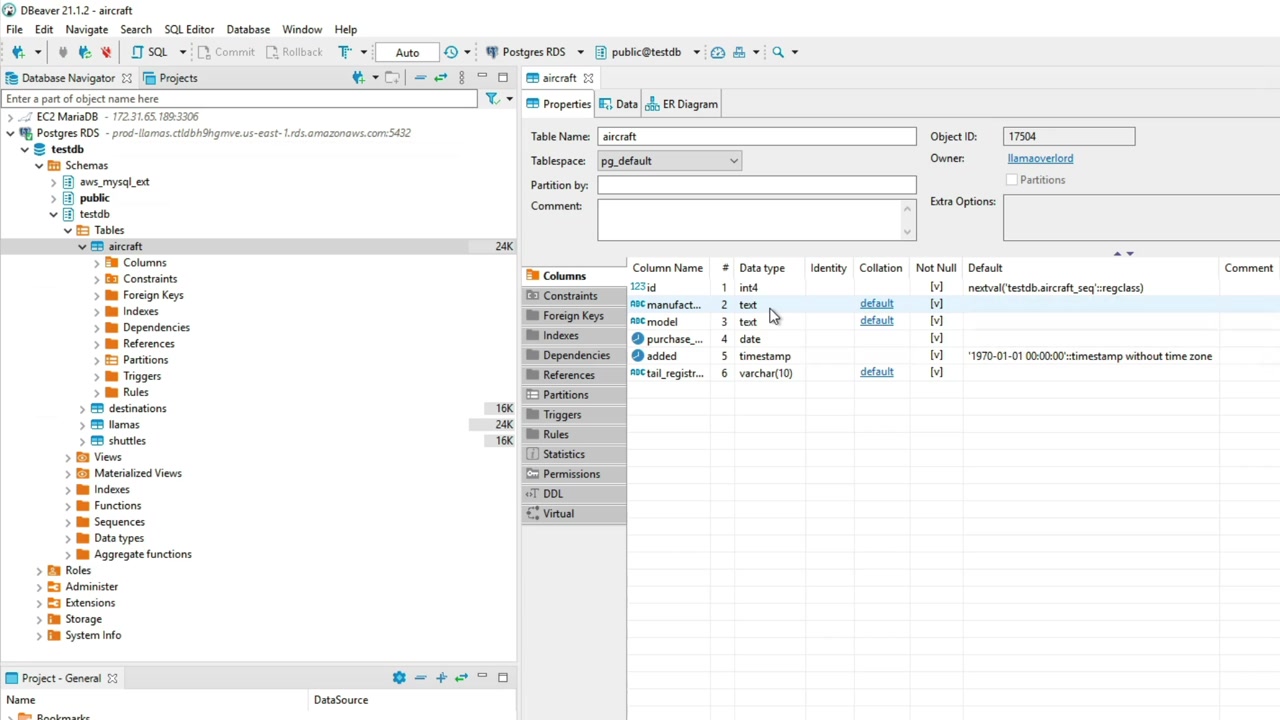 DBeaver 21.1.2 - aircraft
File Edit Navigate Search SQL Editor Database Window Help
SQL Commit Rollback Auto Postgres RDS public@testdb
Database Navigator Projects
Enter a part of object name here
EC2 MariaDB - 172.31.65.189:3306
Postgres RDS - prod-llamas.ctldbh9hgmve.us-east-1.rds.amazonaws.com:5432
testdb
Schemas
aws_mysql_ext
public
testdb
Tables
aircraft 24K
Columns
Constraints
Foreign Keys
Indexes
Dependencies
References
Partitions
Triggers
Rules
destinations 16K
llamas 24K
shuttles 16K
Views
Materialized Views
Indexes
Functions
Sequences
Data types
Aggregate functions
Roles
Administer
Extensions
Storage
System Info
Project - General
Name DataSource
Bookmarks
aircraft
Properties Data ER Diagram
Table Name: aircraft Object ID: 17504
Tablespace: pg_default Owner: llamaoverlord
Partition by: Partitions
Comment: Extra Options:
Columns
Constraints
Foreign Keys
Indexes
Dependencies
References
Partitions
Triggers
Rules
Statistics
Permissions
DDL
Virtual
Column Name # Data type Identity Collation Not Null Default Comment
123 id 1 int4 [v] nextval('testdb.aircraft_seq'::regclass)
ABC manufact... 2 text default [v]
ABC model 3 text default [v]
purchase_... 4 date [v]
added 5 timestamp [v] '1970-01-01 00:00:00'::timestamp without time zone
ABC tail_registr... 6 varchar(10) default [v]